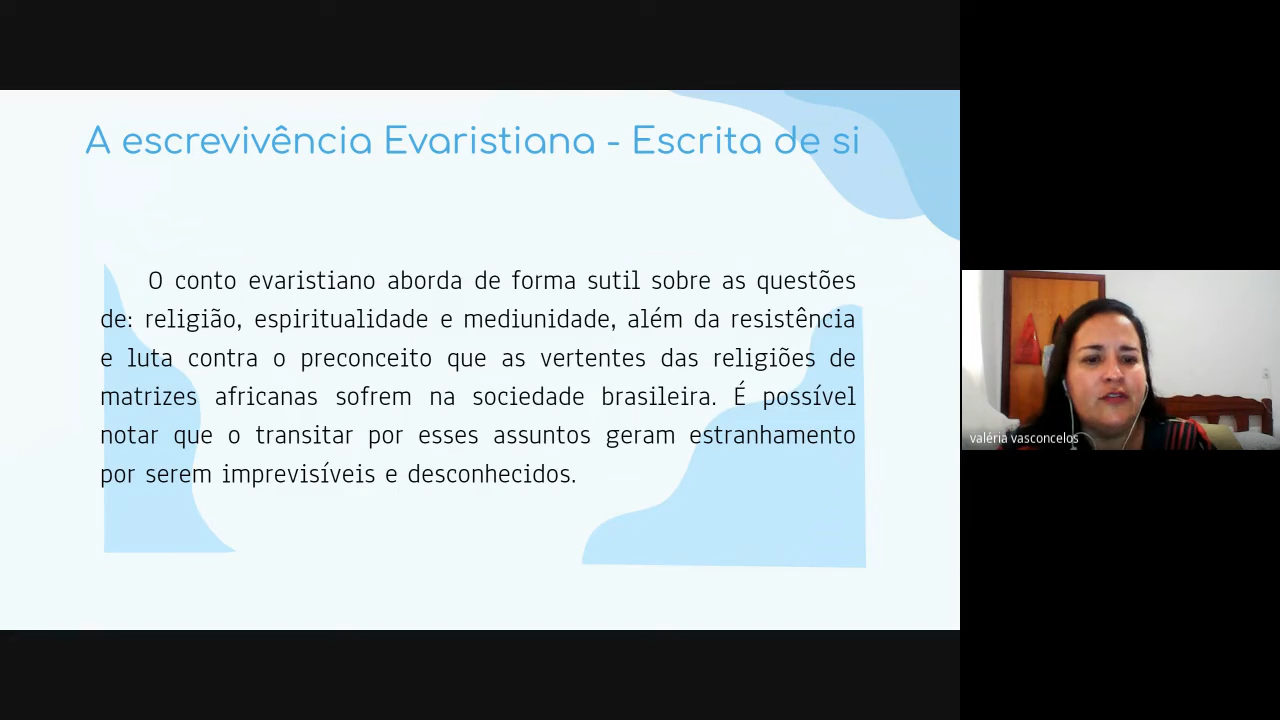 A escrevivência Evaristiana - Escrita de si
O conto evaristiano aborda de forma sutil sobre as questões
de: religião, espiritualidade e mediunidade, além da resistência
e luta contra o preconceito que as vertentes das religiões de
matrizes africanas sofrem na sociedade brasileira. É possível
notar que o transitar por esses assuntos geram estranhamento
por serem imprevisíveis e desconhecidos.
valéria vasconcelos